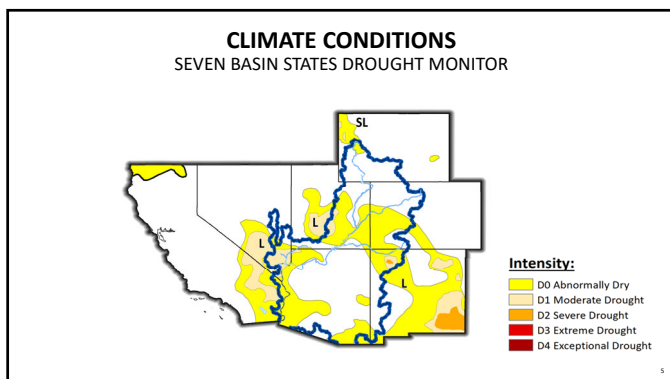 CLIMATE CONDITIONS
SEVEN BASIN STATES DROUGHT MONITOR
SL
L
L
L
Intensity:
D0 Abnormally Dry
D1 Moderate Drought
D2 Severe Drought
D3 Extreme Drought
D4 Exceptional Drought
5